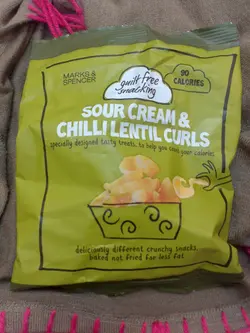 MARKS &
SPENCER
guilt free
snacking
90
CALORIES
SOUR CREAM &
CHILLI LENTIL CURLS
specially designed tasty treats, to help you count your calories
deliciously different crunchy snacks,
baked not fried for less fat